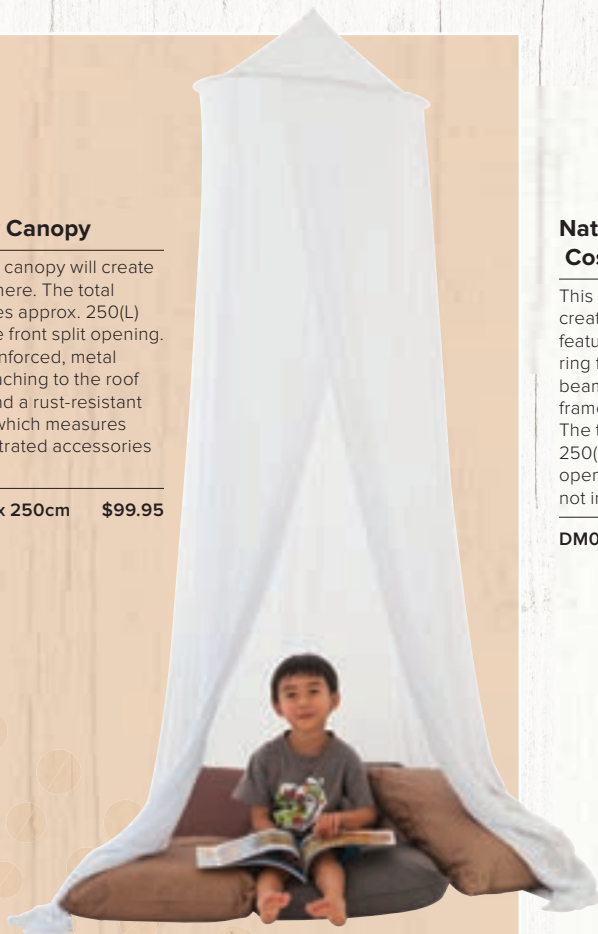 Canopy
canopy will create
here. The total
es approx. 250(L)
e front split opening.
nforced, metal
aching to the roof
nd a rust-resistant
which measures
trated accessories
x 250cm $99.95
Nat
Cos
This
creat
featu
ring f
beam
frame
The t
250(
open
not in
DM0